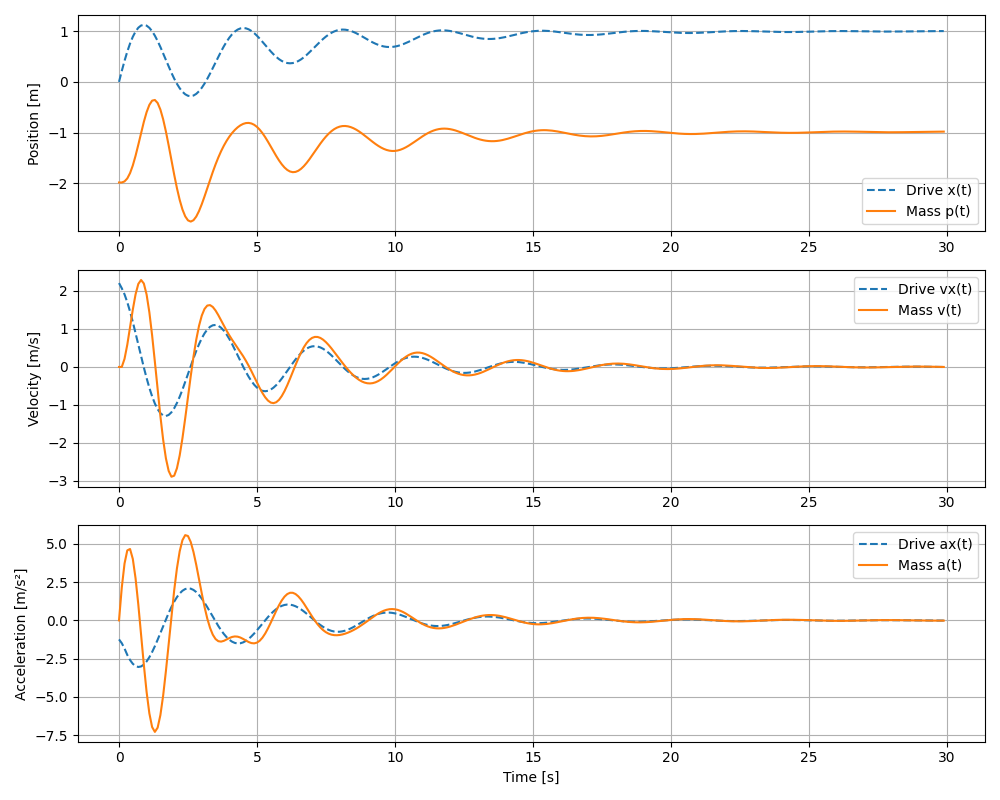 1
0
−1
−2
Position [m]
Drive x(t)
Mass p(t)
0 5 10 15 20 25 30
2
1
0
−1
−2
−3
Velocity [m/s]
Drive vx(t)
Mass v(t)
0 5 10 15 20 25 30
5.0
2.5
0.0
−2.5
−5.0
−7.5
Acceleration [m/s²]
Drive ax(t)
Mass a(t)
0 5 10 15 20 25 30
Time [s]